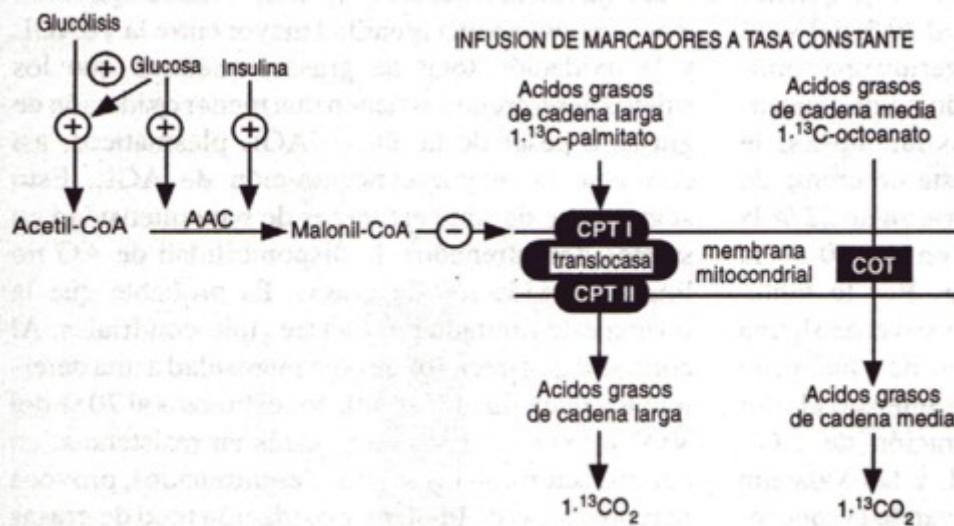 Glucólisis
Glucosa Insulina
Acetil-CoA
AAC
Malonil-CoA
INFUSION DE MARCADORES A TASA CONSTANTE
Acidos grasos
de cadena larga
1-¹³C-palmitato
Acidos grasos
de cadena media
1-¹³C-octoanato
CPT I
translocasa
CPT II
membrana
mitocondrial
COT
Acidos grasos
de cadena larga
Acidos grasos
de cadena media
1-¹³CO₂
1-¹³CO₂